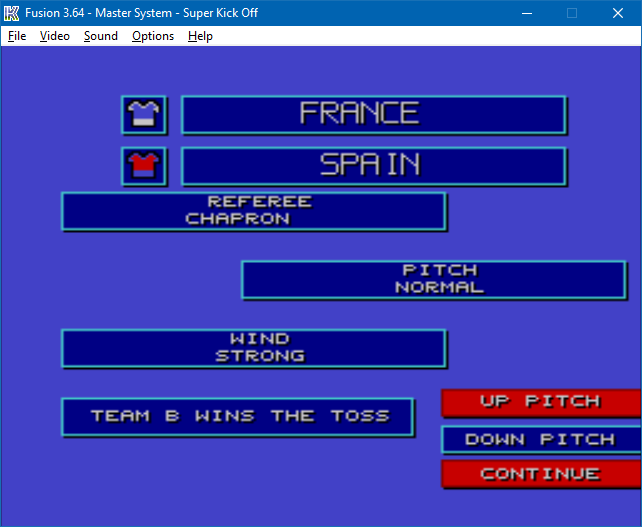 Fusion 3.64 - Master System - Super Kick Off
File Video Sound Options Help
FRANCE
SPAIN
REFEREE
CHAPRON
PITCH
NORMAL
WIND
STRONG
TEAM B WINS THE TOSS
UP PITCH
DOWN PITCH
CONTINUE